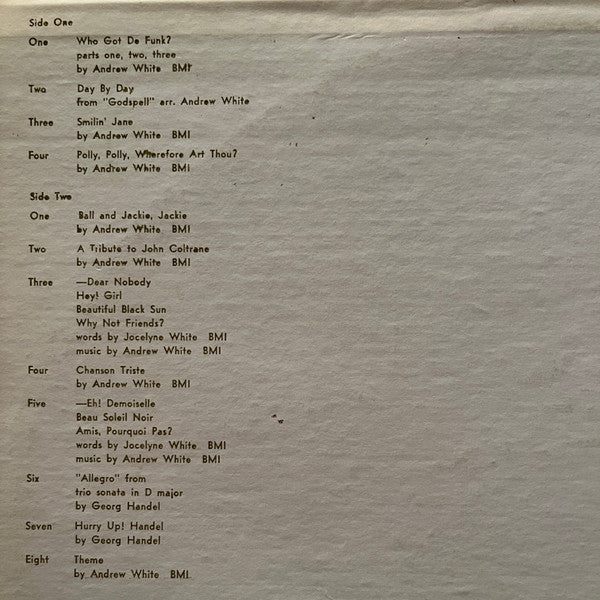 Side One
One Who Got De Funk?
parts one, two, three
by Andrew White BMI
Two Day By Day
from "Godspell" arr. Andrew White
Three Smilin' Jane
by Andrew White BMI
Four Polly, Polly, Wherefore Art Thou?
by Andrew White BMI
Side Two
One Ball and Jackie, Jackie
by Andrew White BMI
Two A Tribute to John Coltrane
by Andrew White BMI
Three —Dear Nobody
Hey! Girl
Beautiful Black Sun
Why Not Friends?
words by Jocelyne White BMI
music by Andrew White BMI
Four Chanson Triste
by Andrew White BMI
Five —Eh! Demoiselle
Beau Soleil Noir
Amis, Pourquoi Pas?
words by Jocelyne White BMI
music by Andrew White BMI
Six "Allegro" from
trio sonata in D major
by Georg Handel
Seven Hurry Up! Handel
by Georg Handel
Eight Theme
by Andrew White BMI